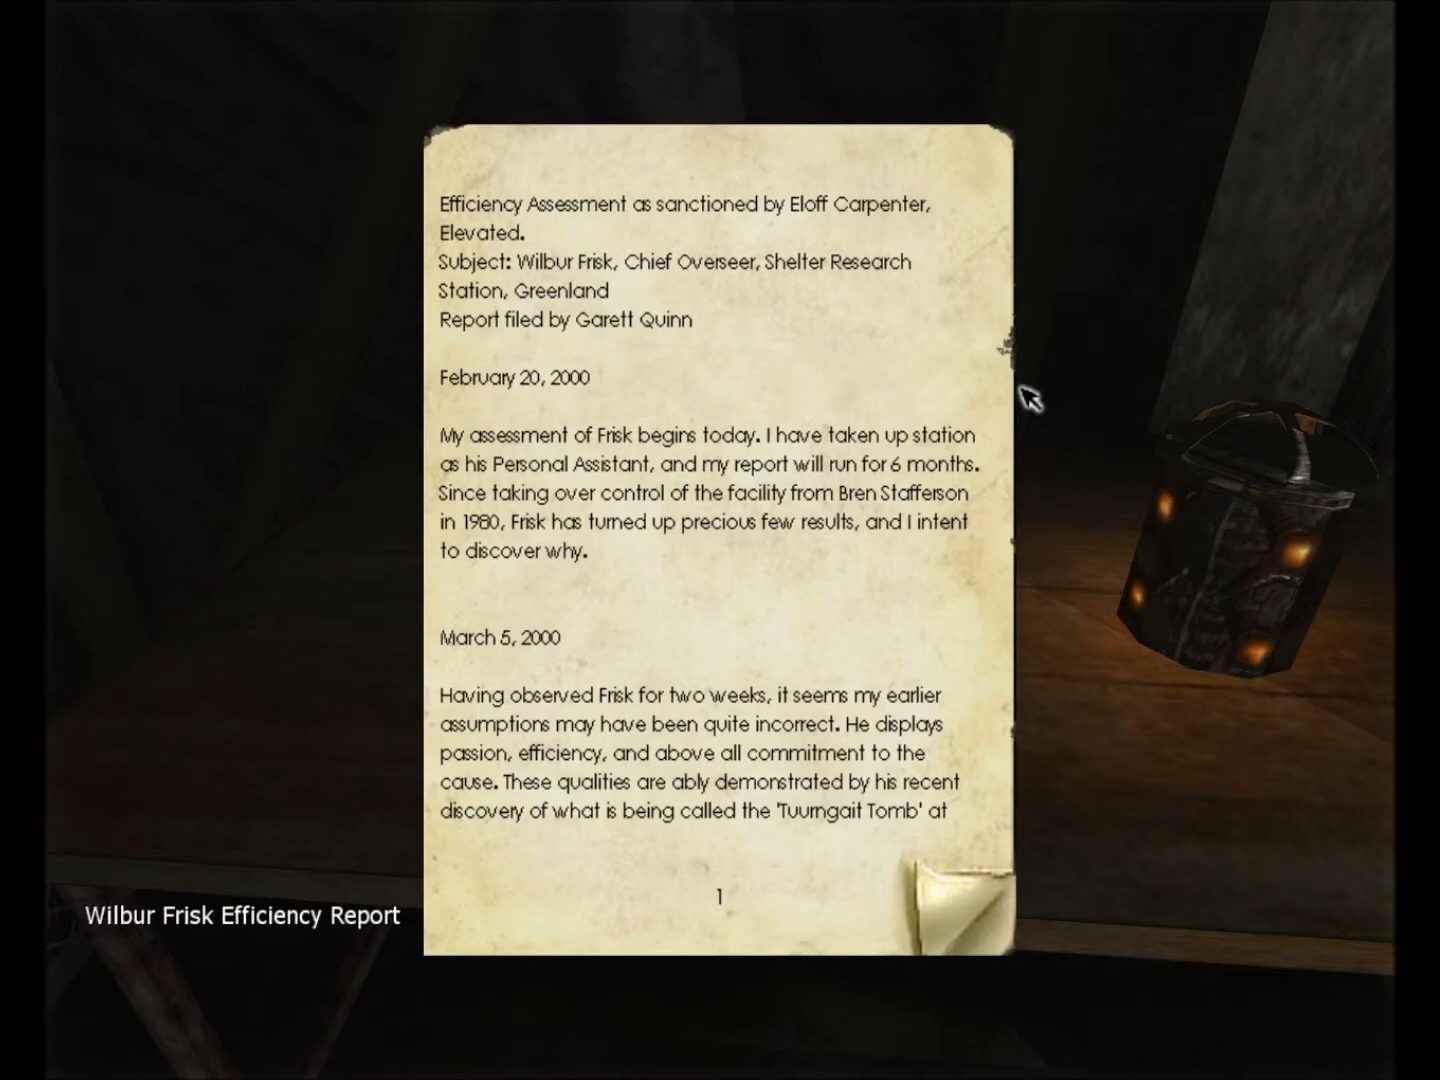 Efficiency Assessment as sanctioned by Eloff Carpenter,
Elevated.
Subject: Wilbur Frisk, Chief Overseer, Shelter Research
Station, Greenland
Report filed by Garett Quinn
February 20, 2000
My assessment of Frisk begins today. I have taken up station
as his Personal Assistant, and my report will run for 6 months.
Since taking over control of the facility from Bren Stafferson
in 1980, Frisk has turned up precious few results, and I intent
to discover why.
March 5, 2000
Having observed Frisk for two weeks, it seems my earlier
assumptions may have been quite incorrect. He displays
passion, efficiency, and above all commitment to the
cause. These qualities are ably demonstrated by his recent
discovery of what is being called the 'Tuurngait Tomb' at
1
Wilbur Frisk Efficiency Report